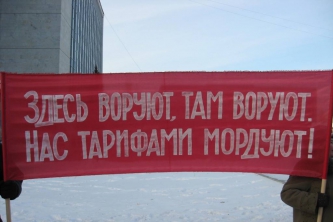 Здесь воруют, там воруют.
Нас тарифами мордуют!